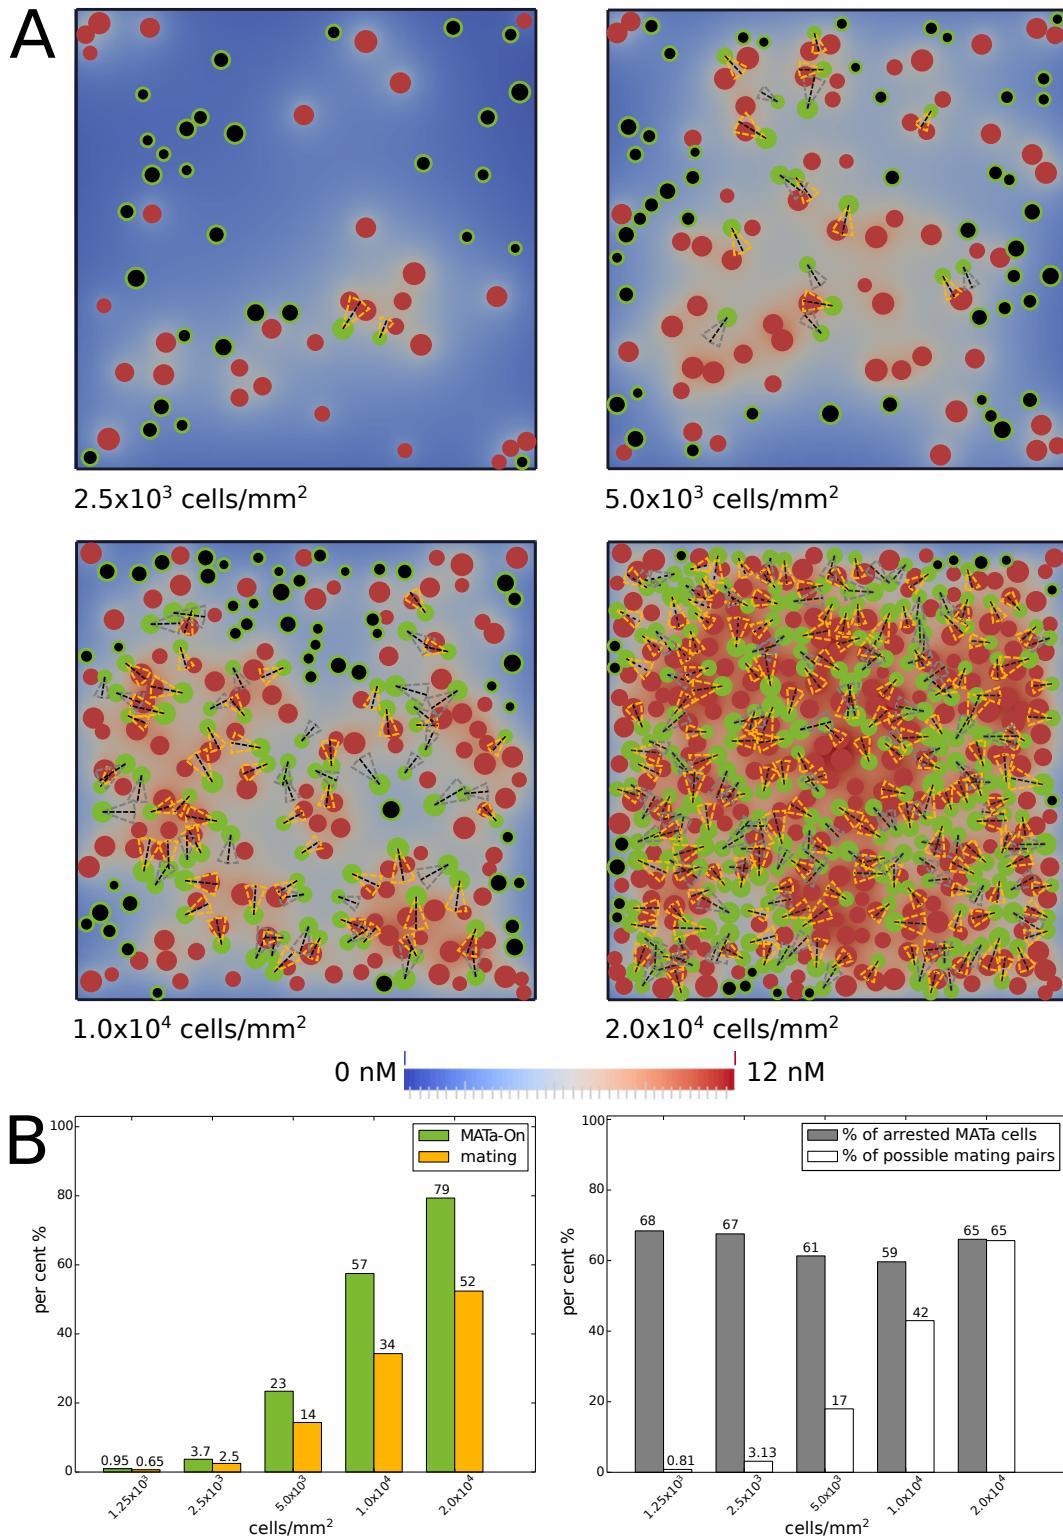 A
2.5x10³ cells/mm²
5.0x10³ cells/mm²
1.0x10⁴ cells/mm²
2.0x10⁴ cells/mm²
0 nM
12 nM
B
per cent %
100
80
60
40
20
0
MATa-On
mating
0.95
0.65
3.7
2.5
23
14
57
34
79
52
1.25x10³
2.5x10³
5.0x10³
1.0x10⁴
2.0x10⁴
cells/mm²
per cent %
100
80
60
40
20
0
% of arrested MATa cells
% of possible mating pairs
68
0.81
67
3.13
61
17
59
42
65
65
1.25x10³
2.5x10³
5.0x10³
1.0x10⁴
2.0x10⁴
cells/mm²